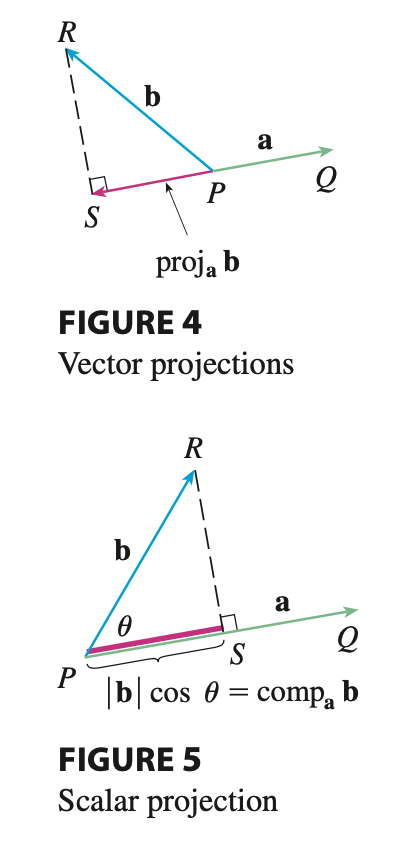 R
b
a
P
Q
S
projₐ b
FIGURE 4
Vector projections
R
b
a
θ
Q
S
P
|b| cos θ = compₐ b
FIGURE 5
Scalar projection